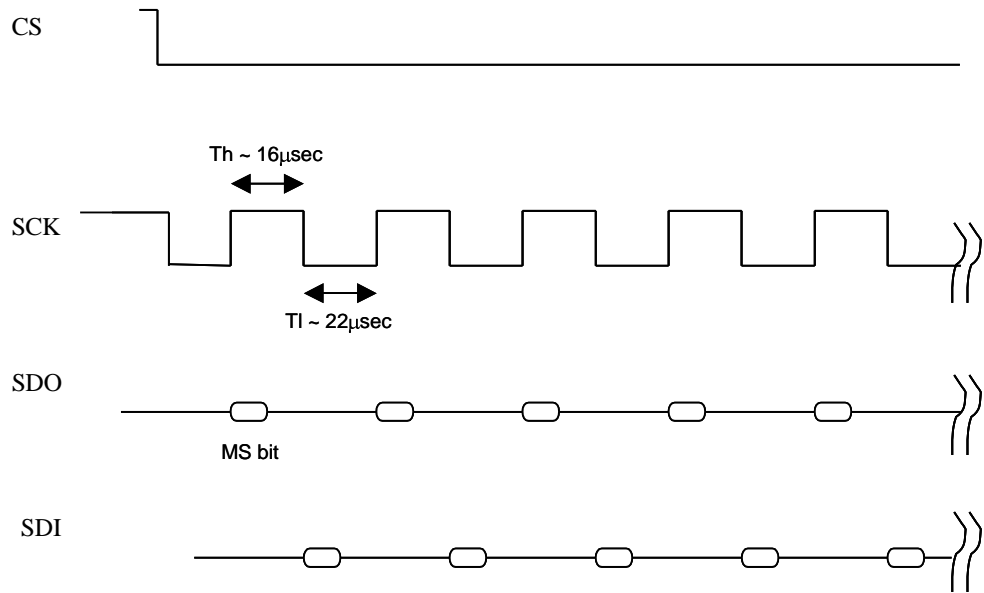 CS
Th ~ 16μsec
SCK
Tl ~ 22μsec
SDO
MS bit
SDI